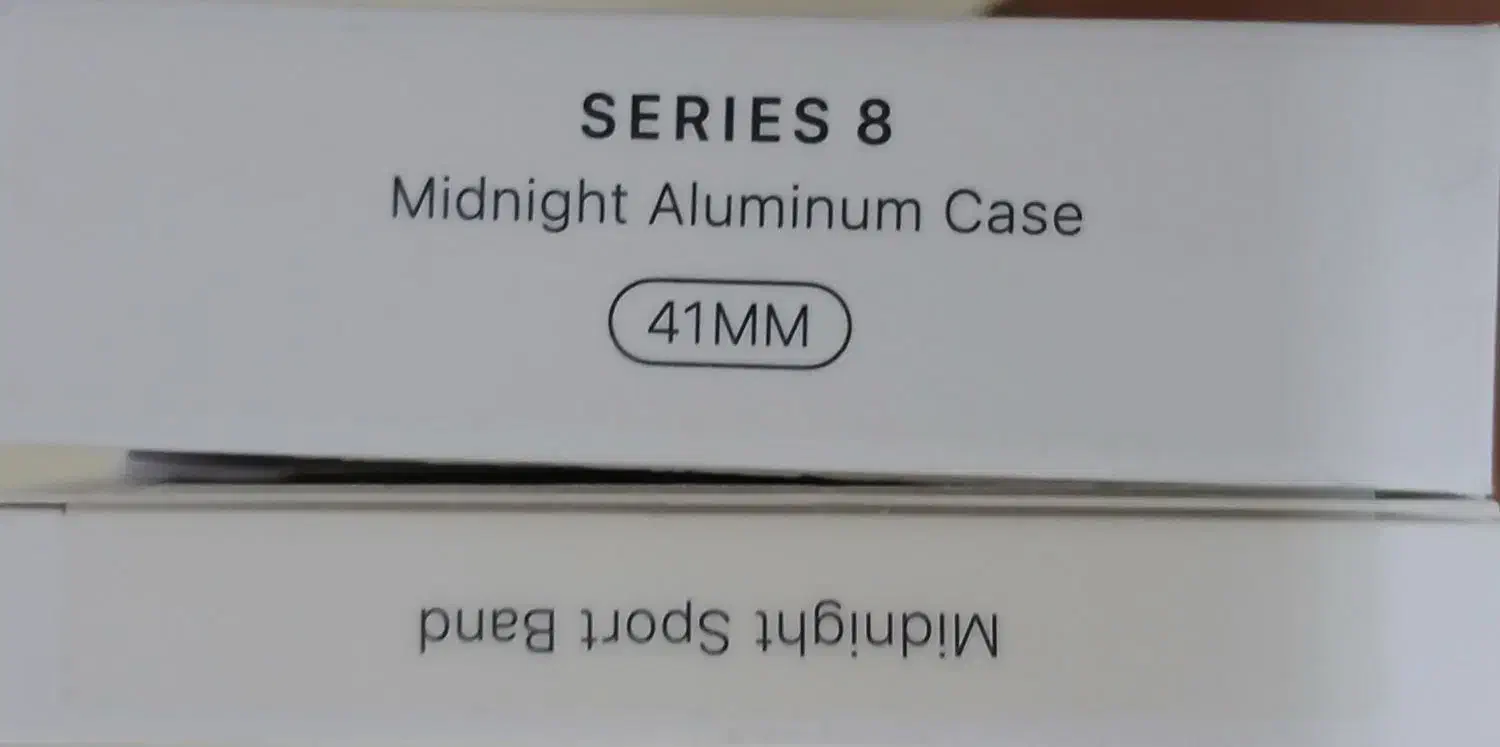 SERIES 8
Midnight Aluminum Case
41MM
Midnight Sport Band